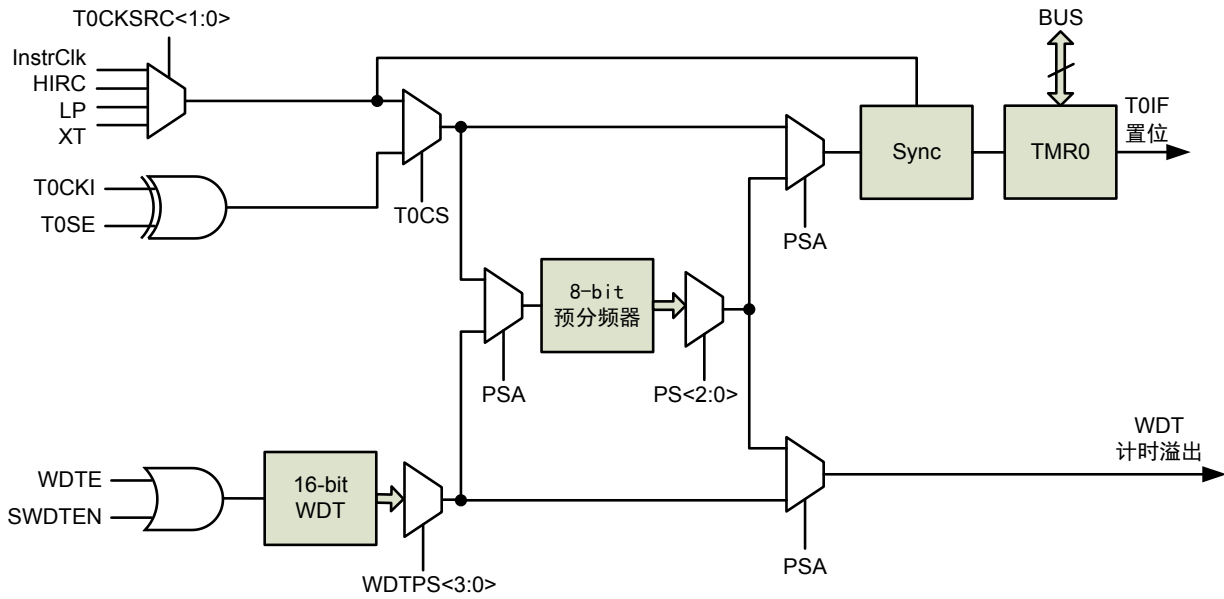 T0CKSRC<1:0>
BUS
InstrClk
HIRC
LP
XT
T0IF
置位
Sync
TMR0
T0CKI
T0SE
T0CS
PSA
8-bit
预分频器
PSA
PS<2:0>
WDT
计时溢出
WDTE
SWDTEN
16-bit
WDT
PSA
WDTPS<3:0>